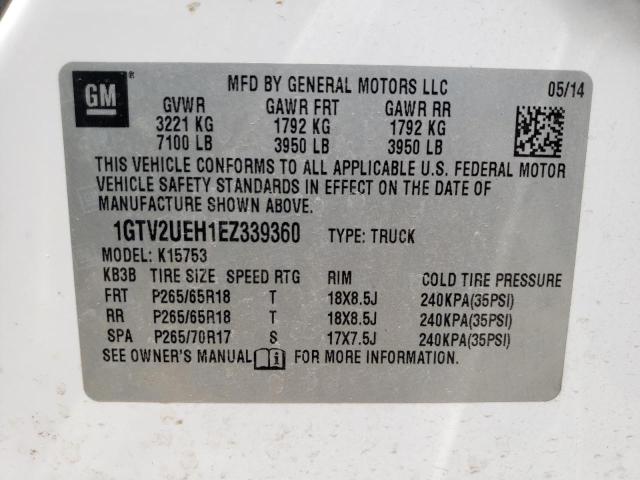 GM
MFD BY GENERAL MOTORS LLC 05/14
GVWR GAWR FRT GAWR RR
3221 KG 1792 KG 1792 KG
7100 LB 3950 LB 3950 LB
THIS VEHICLE CONFORMS TO ALL APPLICABLE U.S. FEDERAL MOTOR
VEHICLE SAFETY STANDARDS IN EFFECT ON THE DATE OF
MANUFACTURE SHOWN ABOVE.
1GTV2UEH1EZ339360 TYPE: TRUCK
MODEL: K15753
KB3B TIRE SIZE SPEED RTG RIM COLD TIRE PRESSURE
FRT P265/65R18 T 18X8.5J 240KPA(35PSI)
RR P265/65R18 T 18X8.5J 240KPA(35PSI)
SPA P265/70R17 S 17X7.5J 240KPA(35PSI)
SEE OWNER'S MANUAL FOR MORE INFORMATION.